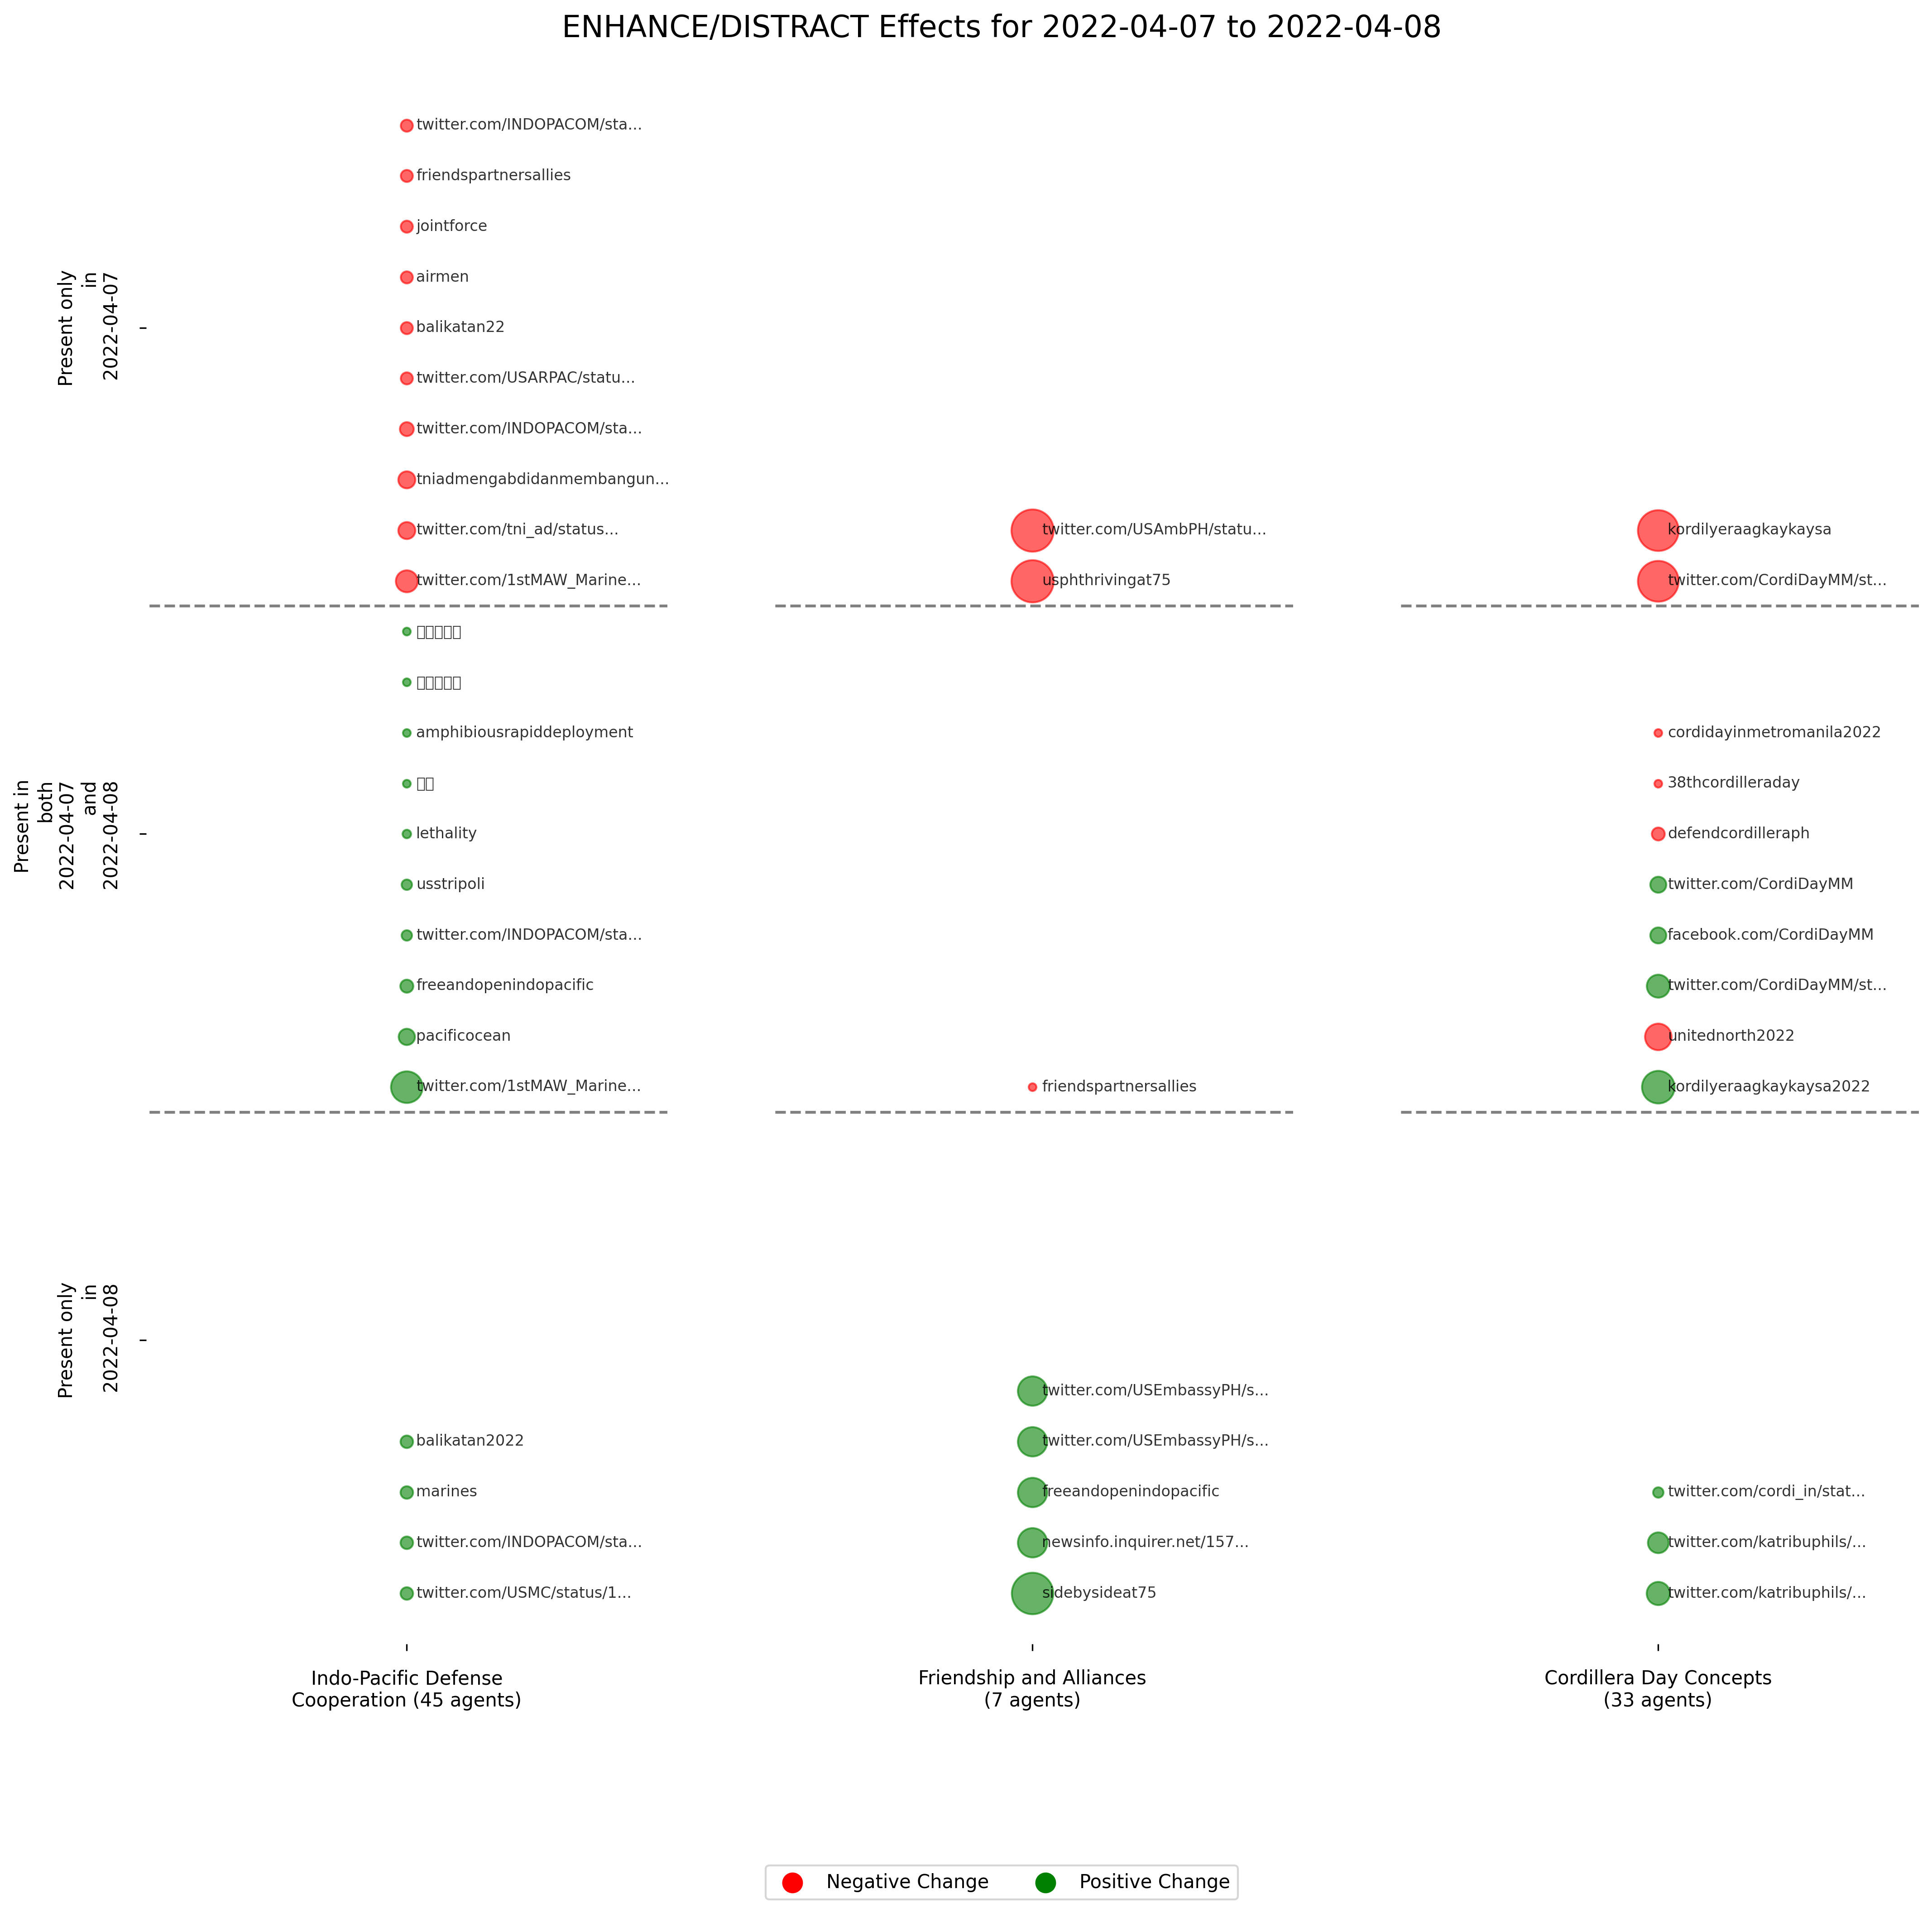 ENHANCE/DISTRACT Effects for 2022-04-07 to 2022-04-08
Present only
in
2022-04-07
twitter.com/INDOPACOM/sta...
friendspartnersallies
jointforce
airmen
balikatan22
twitter.com/USARPAC/statu...
twitter.com/INDOPACOM/sta...
tniadmengabdidanmembangun...
twitter.com/tni_ad/status...
twitter.com/1stMAW_Marine...
twitter.com/USAmbPH/statu...
usphthrivingat75
kordilyeraagkaykaysa
twitter.com/CordiDayMM/st...
Present in
both
2022-04-07
and
2022-04-08
amphibiousrapiddeployment
lethality
usstripoli
twitter.com/INDOPACOM/sta...
freeandopenindopacific
pacificocean
twitter.com/1stMAW_Marine...
friendspartnersallies
cordidayinmetromanila2022
38thcordilleraday
defendcordilleraph
twitter.com/CordiDayMM
facebook.com/CordiDayMM
twitter.com/CordiDayMM/st...
unitednorth2022
kordilyeraagkaykaysa2022
Present only
in
2022-04-08
balikatan2022
marines
twitter.com/INDOPACOM/sta...
twitter.com/USMC/status/1...
twitter.com/USEmbassyPH/s...
twitter.com/USEmbassyPH/s...
freeandopenindopacific
newsinfo.inquirer.net/157...
sidebysideat75
twitter.com/cordi_in/stat...
twitter.com/katribuphils/...
twitter.com/katribuphils/...
Indo-Pacific Defense
Cooperation (45 agents)
Friendship and Alliances
(7 agents)
Cordillera Day Concepts
(33 agents)
Negative Change
Positive Change